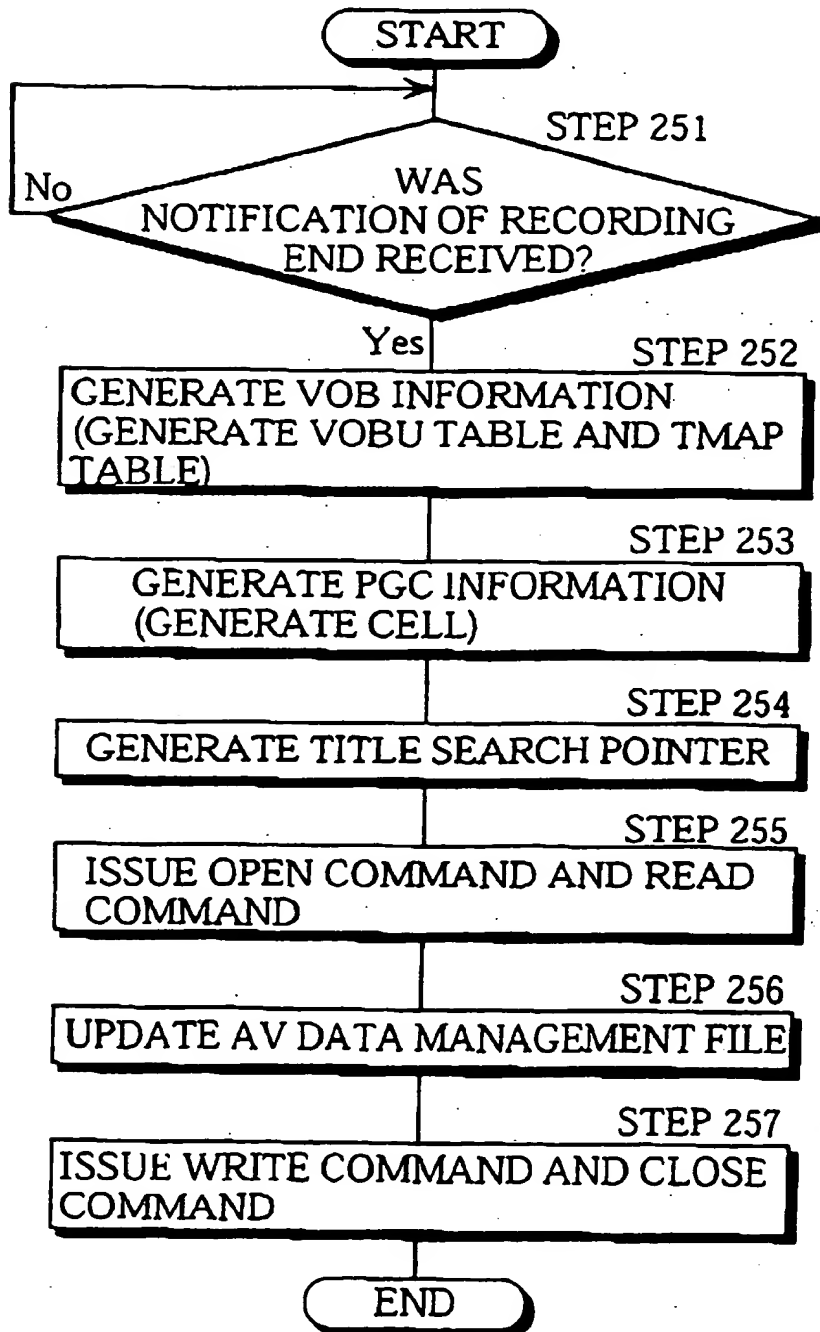 START
STEP 251
No
WAS
NOTIFICATION OF RECORDING
END RECEIVED?
Yes
STEP 252
GENERATE VOB INFORMATION
(GENERATE VOBU TABLE AND TMAP
TABLE)
STEP 253
GENERATE PGC INFORMATION
(GENERATE CELL)
STEP 254
GENERATE TITLE SEARCH POINTER
STEP 255
ISSUE OPEN COMMAND AND READ
COMMAND
STEP 256
UPDATE AV DATA MANAGEMENT FILE
STEP 257
ISSUE WRITE COMMAND AND CLOSE
COMMAND
END